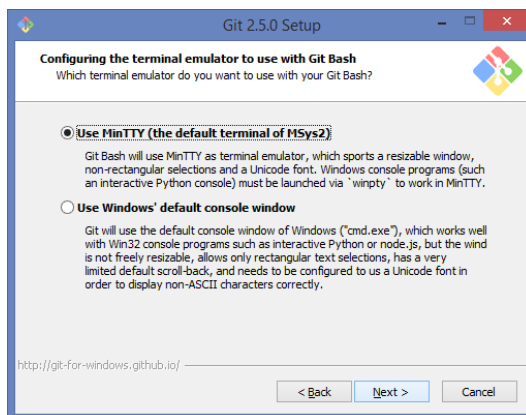 Git 2.5.0 Setup
Configuring the terminal emulator to use with Git Bash
Which terminal emulator do you want to use with your Git Bash?
Use MinTTY (the default terminal of MSys2)
Git Bash will use MinTTY as terminal emulator, which sports a resizable window,
non-rectangular selections and a Unicode font. Windows console programs (such
an interactive Python console) must be launched via `winpty` to work in MinTTY.
Use Windows' default console window
Git will use the default console window of Windows ("cmd.exe"), which works well
with Win32 console programs such as interactive Python or node.js, but the wind
is not freely resizable, allows only rectangular text selections, has a very
limited default scroll-back, and needs to be configured to us a Unicode font in
order to display non-ASCII characters correctly.
http://git-for-windows.github.io/
< Back Next > Cancel